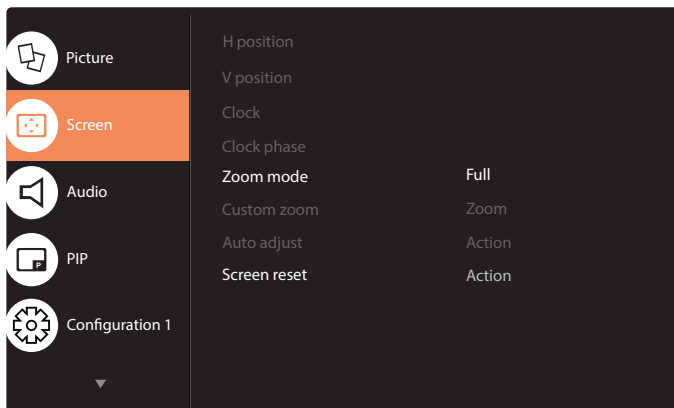 Picture
Screen
Audio
PIP
P
Configuration 1
H position
V position
Clock
Clock phase
Zoom mode Full
Custom zoom Zoom
Auto adjust Action
Screen reset Action